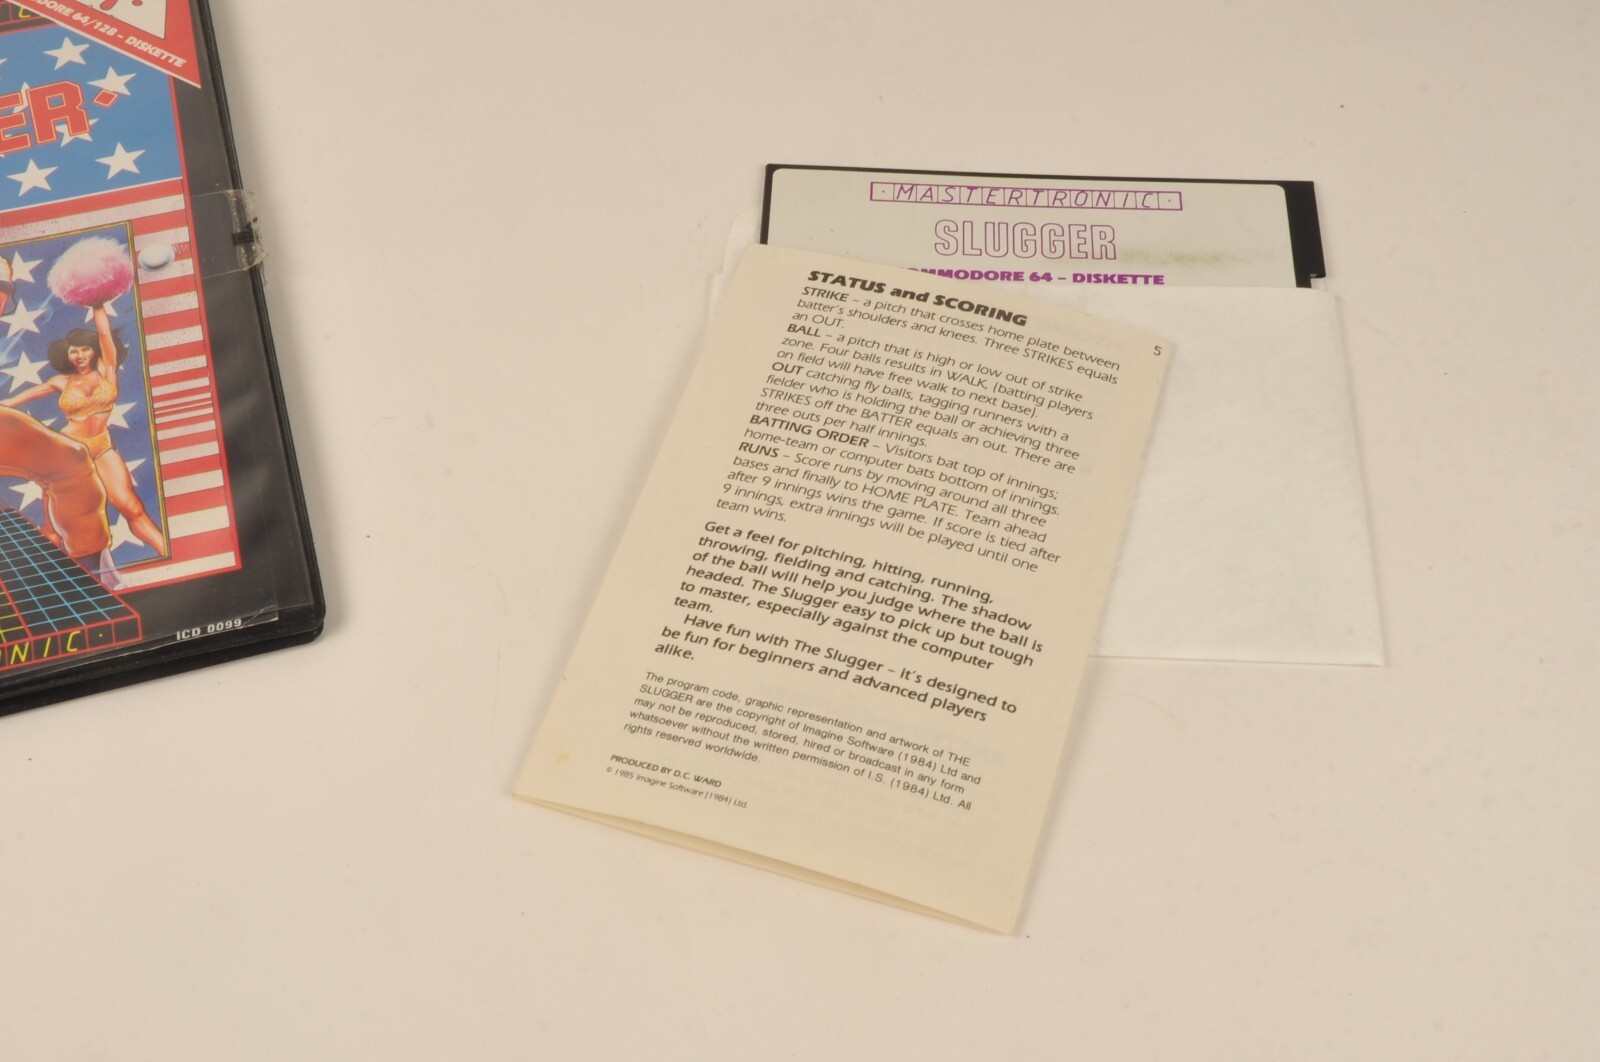 ODORE 64/128 - DISKETTE
ER
ICD 0099
NIC
MASTERTRONIC
SLUGGER
OMMODORE 64 - DISKETTE
5
STATUS and SCORING
STRIKE – a pitch that crosses home plate between
batter's shoulders and knees. Three STRIKES equals
an OUT.
BALL – a pitch that is high or low out of strike
zone. Four balls results in WALK. (batting players
on field will have free walk to next base).
OUT catching fly balls, tagging runners with a
fielder who is holding the ball or achieving three
STRIKES off the BATTER equals an out. There are
three outs per half innings.
BATTING ORDER – Visitors bat top of innings;
home-team or computer bats bottom of innings.
RUNS – Score runs by moving around all three
bases and finally to HOME PLATE. Team ahead
after 9 innings wins the game. If score is tied after
9 innings, extra innings will be played until one
team wins.
Get a feel for pitching, hitting, running,
throwing, fielding and catching. The shadow
of the ball will help you judge where the ball is
headed. The Slugger easy to pick up but tough
to master, especially against the computer
team.
Have fun with The Slugger – it's designed to
be fun for beginners and advanced players
alike.
The program code, graphic representation and artwork of THE
SLUGGER are the copyright of Imagine Software (1984) Ltd and
may not be reproduced, stored, hired or broadcast in any form
whatsoever without the written permission of I.S. (1984) Ltd. All
rights reserved worldwide.
PRODUCED BY D.C. WARD
© 1985 Imagine Software (1984) Ltd.